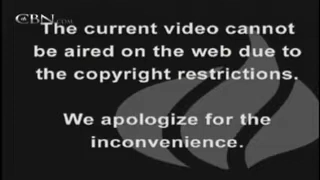 CBN.COM
The current video cannot
be aired on the web due to
the copyright restrictions.
We apologize for the
inconvenience.